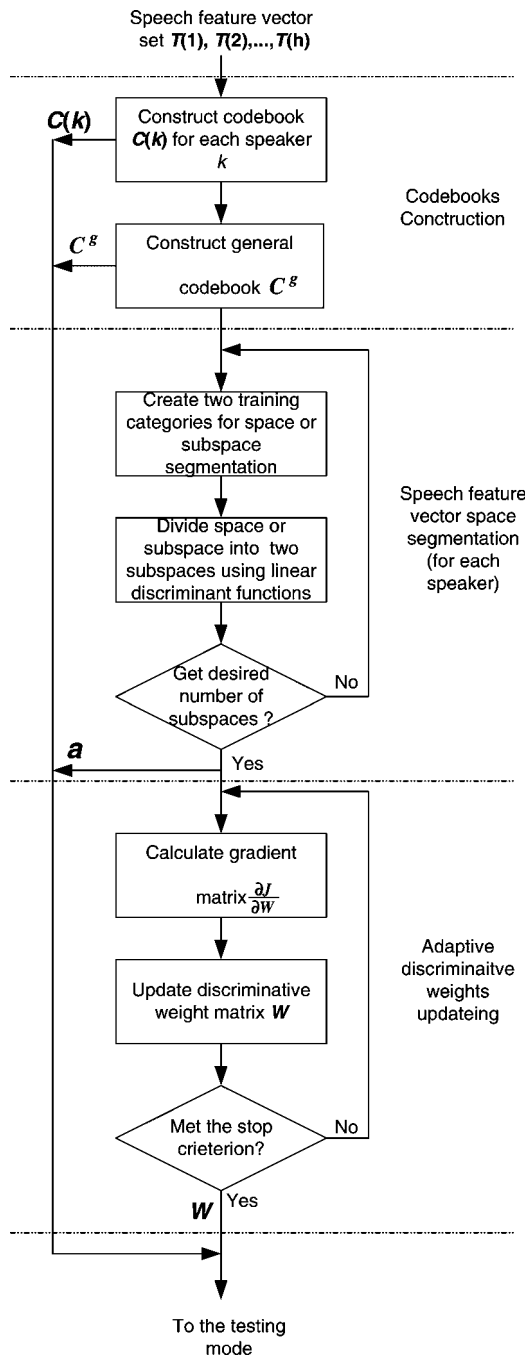 Speech feature vector
set T(1), T(2),...,T(h)
C(k)
Construct codebook
C(k) for each speaker
k
Codebooks
Conctruction
C g
Construct general
codebook C g
Create two training
categories for space or
subspace
segmentation
Speech feature
vector space
segmentation
(for each
speaker)
Divide space or
subspace into two
subspaces using linear
discriminant functions
Get desired
number of
subspaces ?
No
a
Yes
Calculate gradient
matrix ∂J/∂W
Update discriminative
weight matrix W
Adaptive
discriminaitve
weights
updateing
Met the stop
crieterion?
No
W
Yes
To the testing
mode